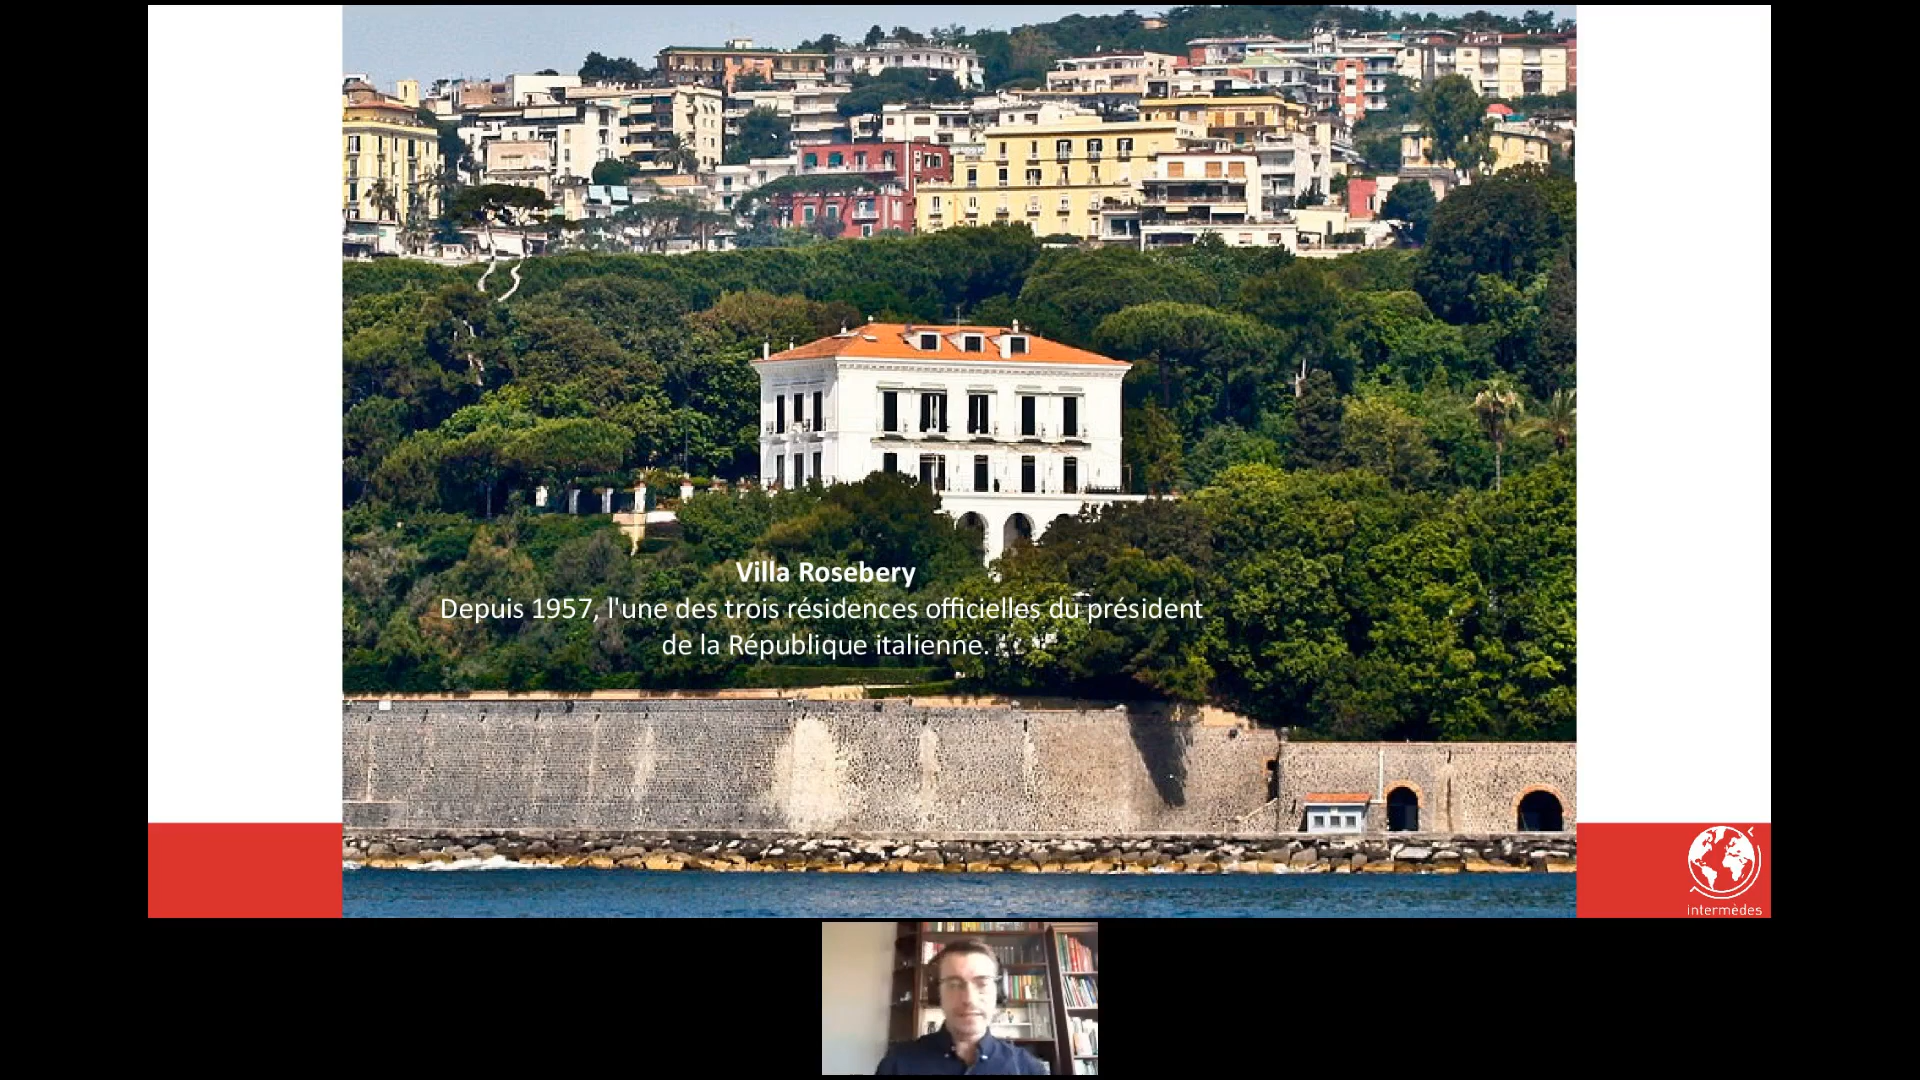 Villa Rosebery
Depuis 1957, l'une des trois résidences officielles du président
de la République italienne.
intermèdes